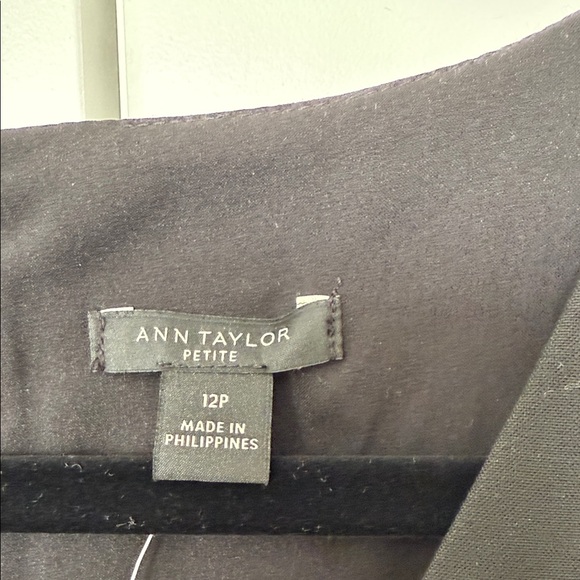 ANN TAYLOR
PETITE
12P
MADE IN
PHILIPPINES